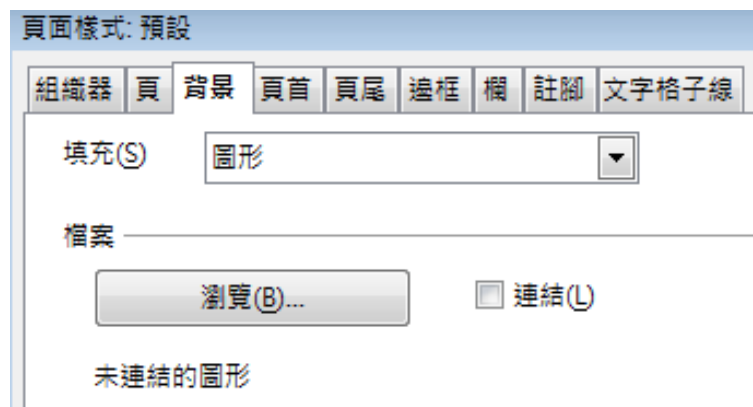 頁面樣式: 預設
組織器 頁 背景 頁首 頁尾 邊框 欄 註腳 文字格子線
填充(S) 圖形
檔案
瀏覽(B)... 連結(L)
未連結的圖形